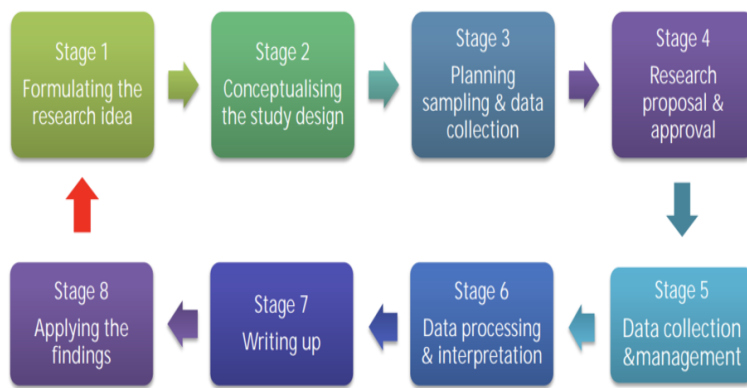 Stage 1
Formulating the
research idea
Stage 2
Conceptualising
the study design
Stage 3
Planning
sampling & data
collection
Stage 4
Research
proposal &
approval
Stage 5
Data collection
&management
Stage 6
Data processing
& interpretation
Stage 7
Writing up
Stage 8
Applying the
findings